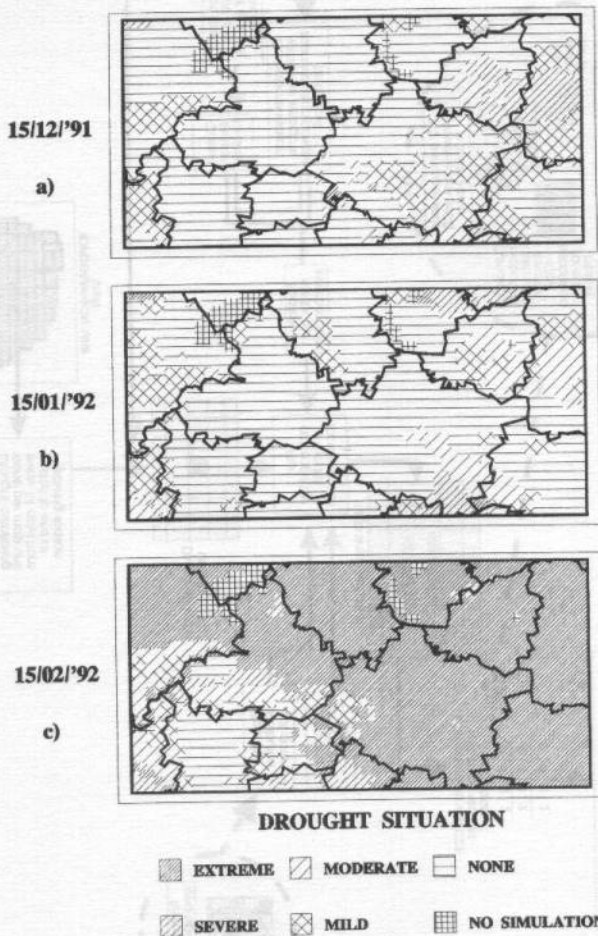 15/12/'91
a)
15/01/'92
b)
15/02/'92
c)
DROUGHT SITUATION
EXTREME MODERATE NONE
SEVERE MILD NO SIMULATION